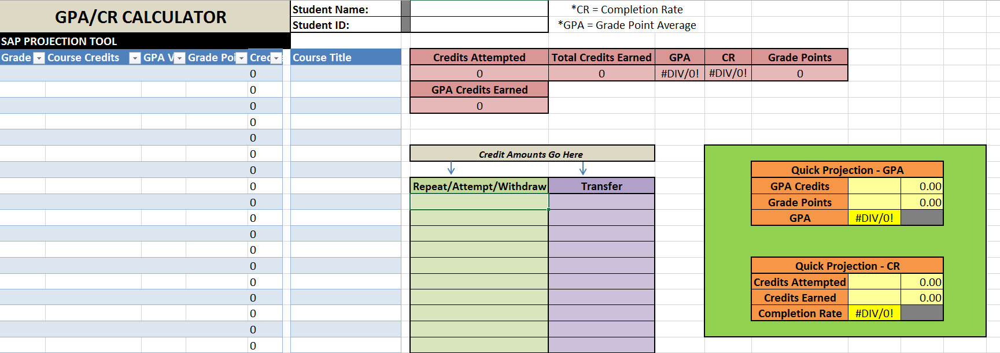 GPA/CR CALCULATOR
Student Name:
*CR = Completion Rate
Student ID:
*GPA = Grade Point Average
SAP PROJECTION TOOL
Grade Course Credits GPA V Grade Poi Cred Course Title
Credits Attempted Total Credits Earned GPA CR Grade Points
0 0 0 #DIV/0! #DIV/0! 0
0 GPA Credits Earned
0 0
0
0
0 Credit Amounts Go Here
0 Quick Projection - GPA
0 Repeat/Attempt/Withdraw Transfer GPA Credits 0.00
0 Grade Points 0.00
0 GPA #DIV/0!
0
0
0 Quick Projection - CR
0 Credits Attempted 0.00
0 Credits Earned 0.00
0 Completion Rate #DIV/0!
0
0